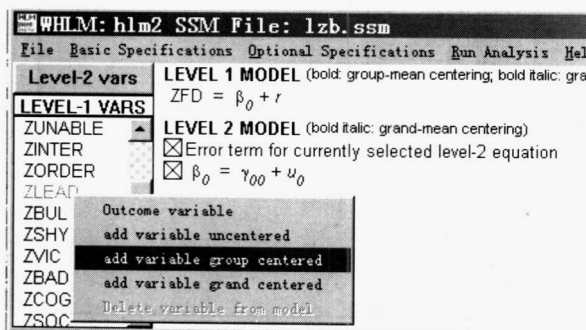 WHLM: hlm2 SSM File: lzb.ssm
File Basic Specifications Optional Specifications Run Analysis Hel
Level-2 vars
LEVEL-1 VARS
ZUNABLE
ZINTER
ZORDER
ZLEAD
ZBUL
ZSHY
ZVIC
ZBAD
ZCOG
ZSOC
LEVEL 1 MODEL (bold: group-mean centering; bold italic: gra
ZFD = β₀ + r
LEVEL 2 MODEL (bold italic: grand-mean centering)
Error term for currently selected level-2 equation
β₀ = γ₀₀ + u₀
Outcome variable
add variable uncentered
add variable group centered
add variable grand centered
Delete variable from model